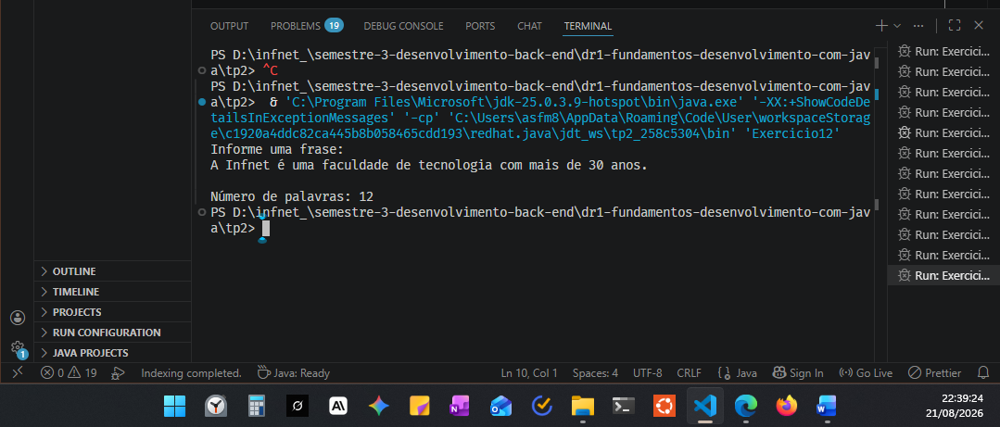 OUTPUT PROBLEMS 19 DEBUG CONSOLE PORTS CHAT TERMINAL
PS D:\infnet_\semestre-3-desenvolvimento-back-end\dr1-fundamentos-desenvolvimento-com-jav
a\tp2> ^C
PS D:\infnet_\semestre-3-desenvolvimento-back-end\dr1-fundamentos-desenvolvimento-com-jav
a\tp2>  & 'C:\Program Files\Microsoft\jdk-25.0.3.9-hotspot\bin\java.exe' '-XX:+ShowCodeDe
tailsInExceptionMessages' '-cp' 'C:\Users\asfm8\AppData\Roaming\Code\User\workspaceStorag
e\c1920a4ddc82ca445b8b058465cdd193\redhat.java\jdt_ws\tp2_258c5304\bin' 'Exercicio12'
Informe uma frase:
A Infnet é uma faculdade de tecnologia com mais de 30 anos.
Número de palavras: 12
PS D:\infnet_\semestre-3-desenvolvimento-back-end\dr1-fundamentos-desenvolvimento-com-jav
a\tp2>
Run: Exercici...
Run: Exercici...
Run: Exercici...
Run: Exercici...
Run: Exercici...
Run: Exercici...
Run: Exercici...
Run: Exercici...
Run: Exercici...
Run: Exercici...
Run: Exercici...
Run: Exercici...
OUTLINE
TIMELINE
PROJECTS
RUN CONFIGURATION
JAVA PROJECTS
1
0 19 Indexing completed. Java: Ready Ln 10, Col 1 Spaces: 4 UTF-8 CRLF Java Sign In Go Live Prettier
22:39:24
21/08/2026